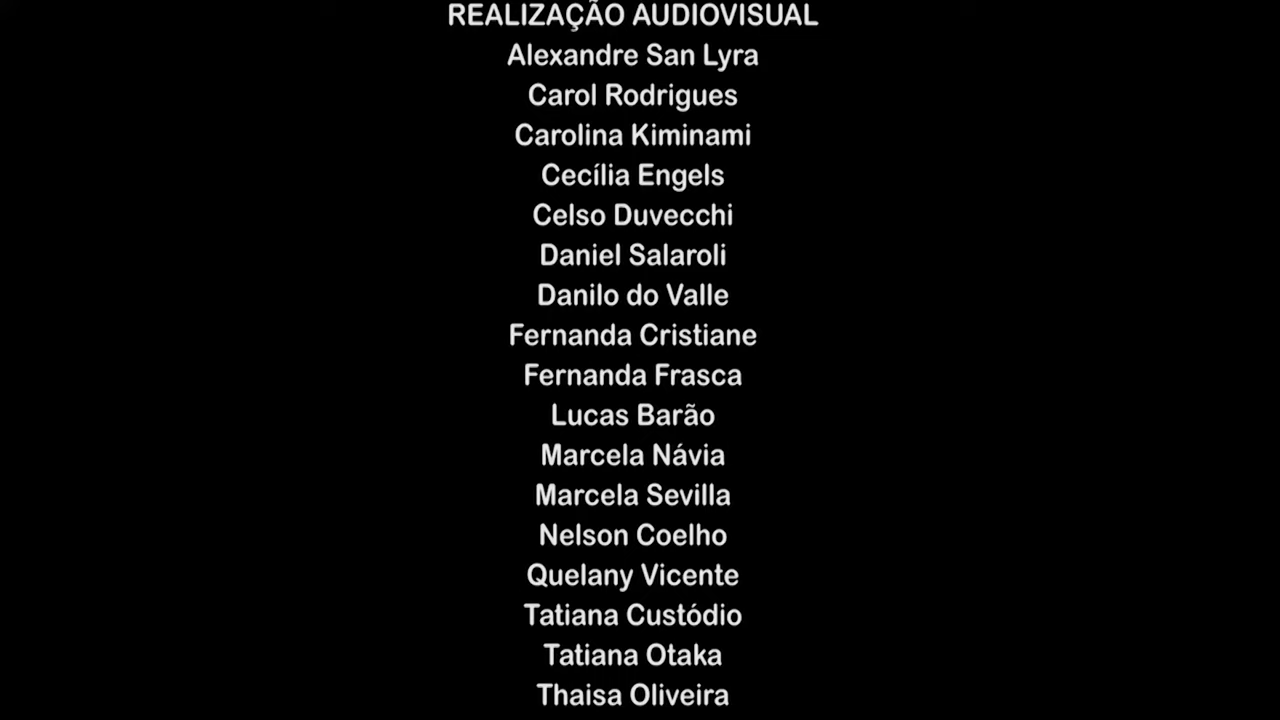 REALIZAÇÃO AUDIOVISUAL
Alexandre San Lyra
Carol Rodrigues
Carolina Kiminami
Cecília Engels
Celso Duvecchi
Daniel Salaroli
Danilo do Valle
Fernanda Cristiane
Fernanda Frasca
Lucas Barão
Marcela Návia
Marcela Sevilla
Nelson Coelho
Quelany Vicente
Tatiana Custódio
Tatiana Otaka
Thaisa Oliveira